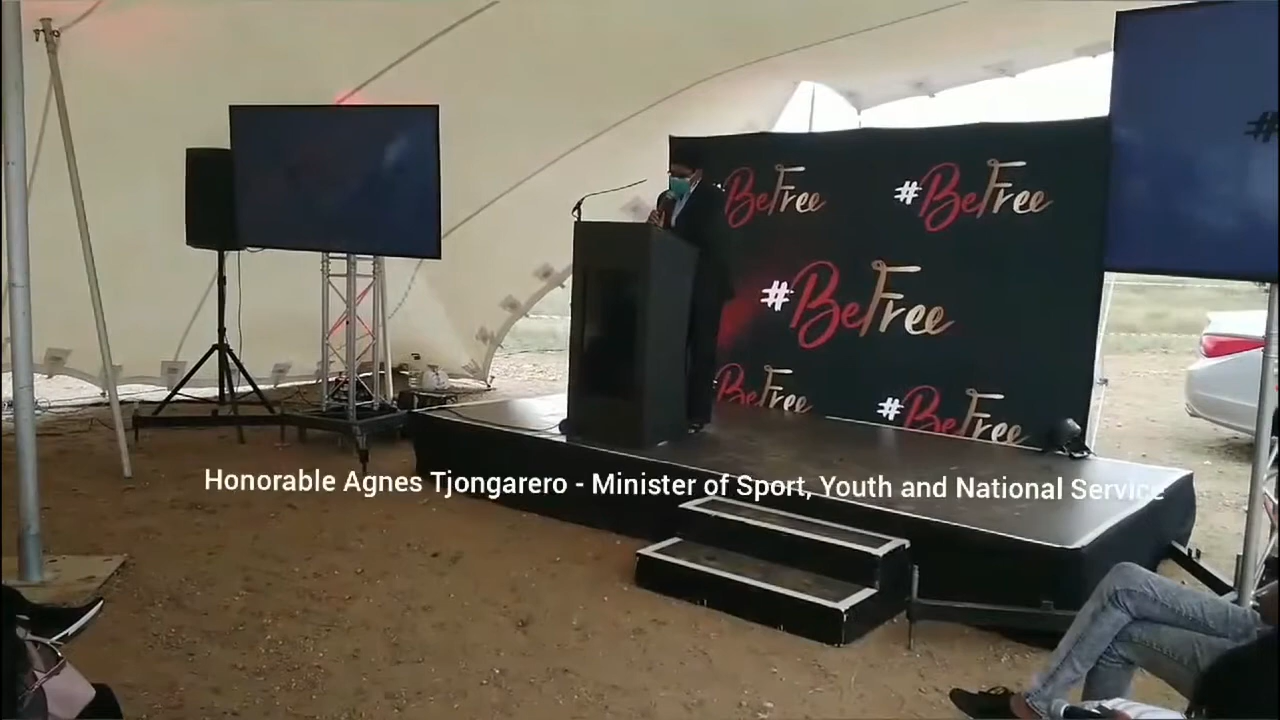 #BeFree
#BeFree
#BeFree
#BeFree
#BeFree
#
Honorable Agnes Tjongarero - Minister of Sport, Youth and National Service